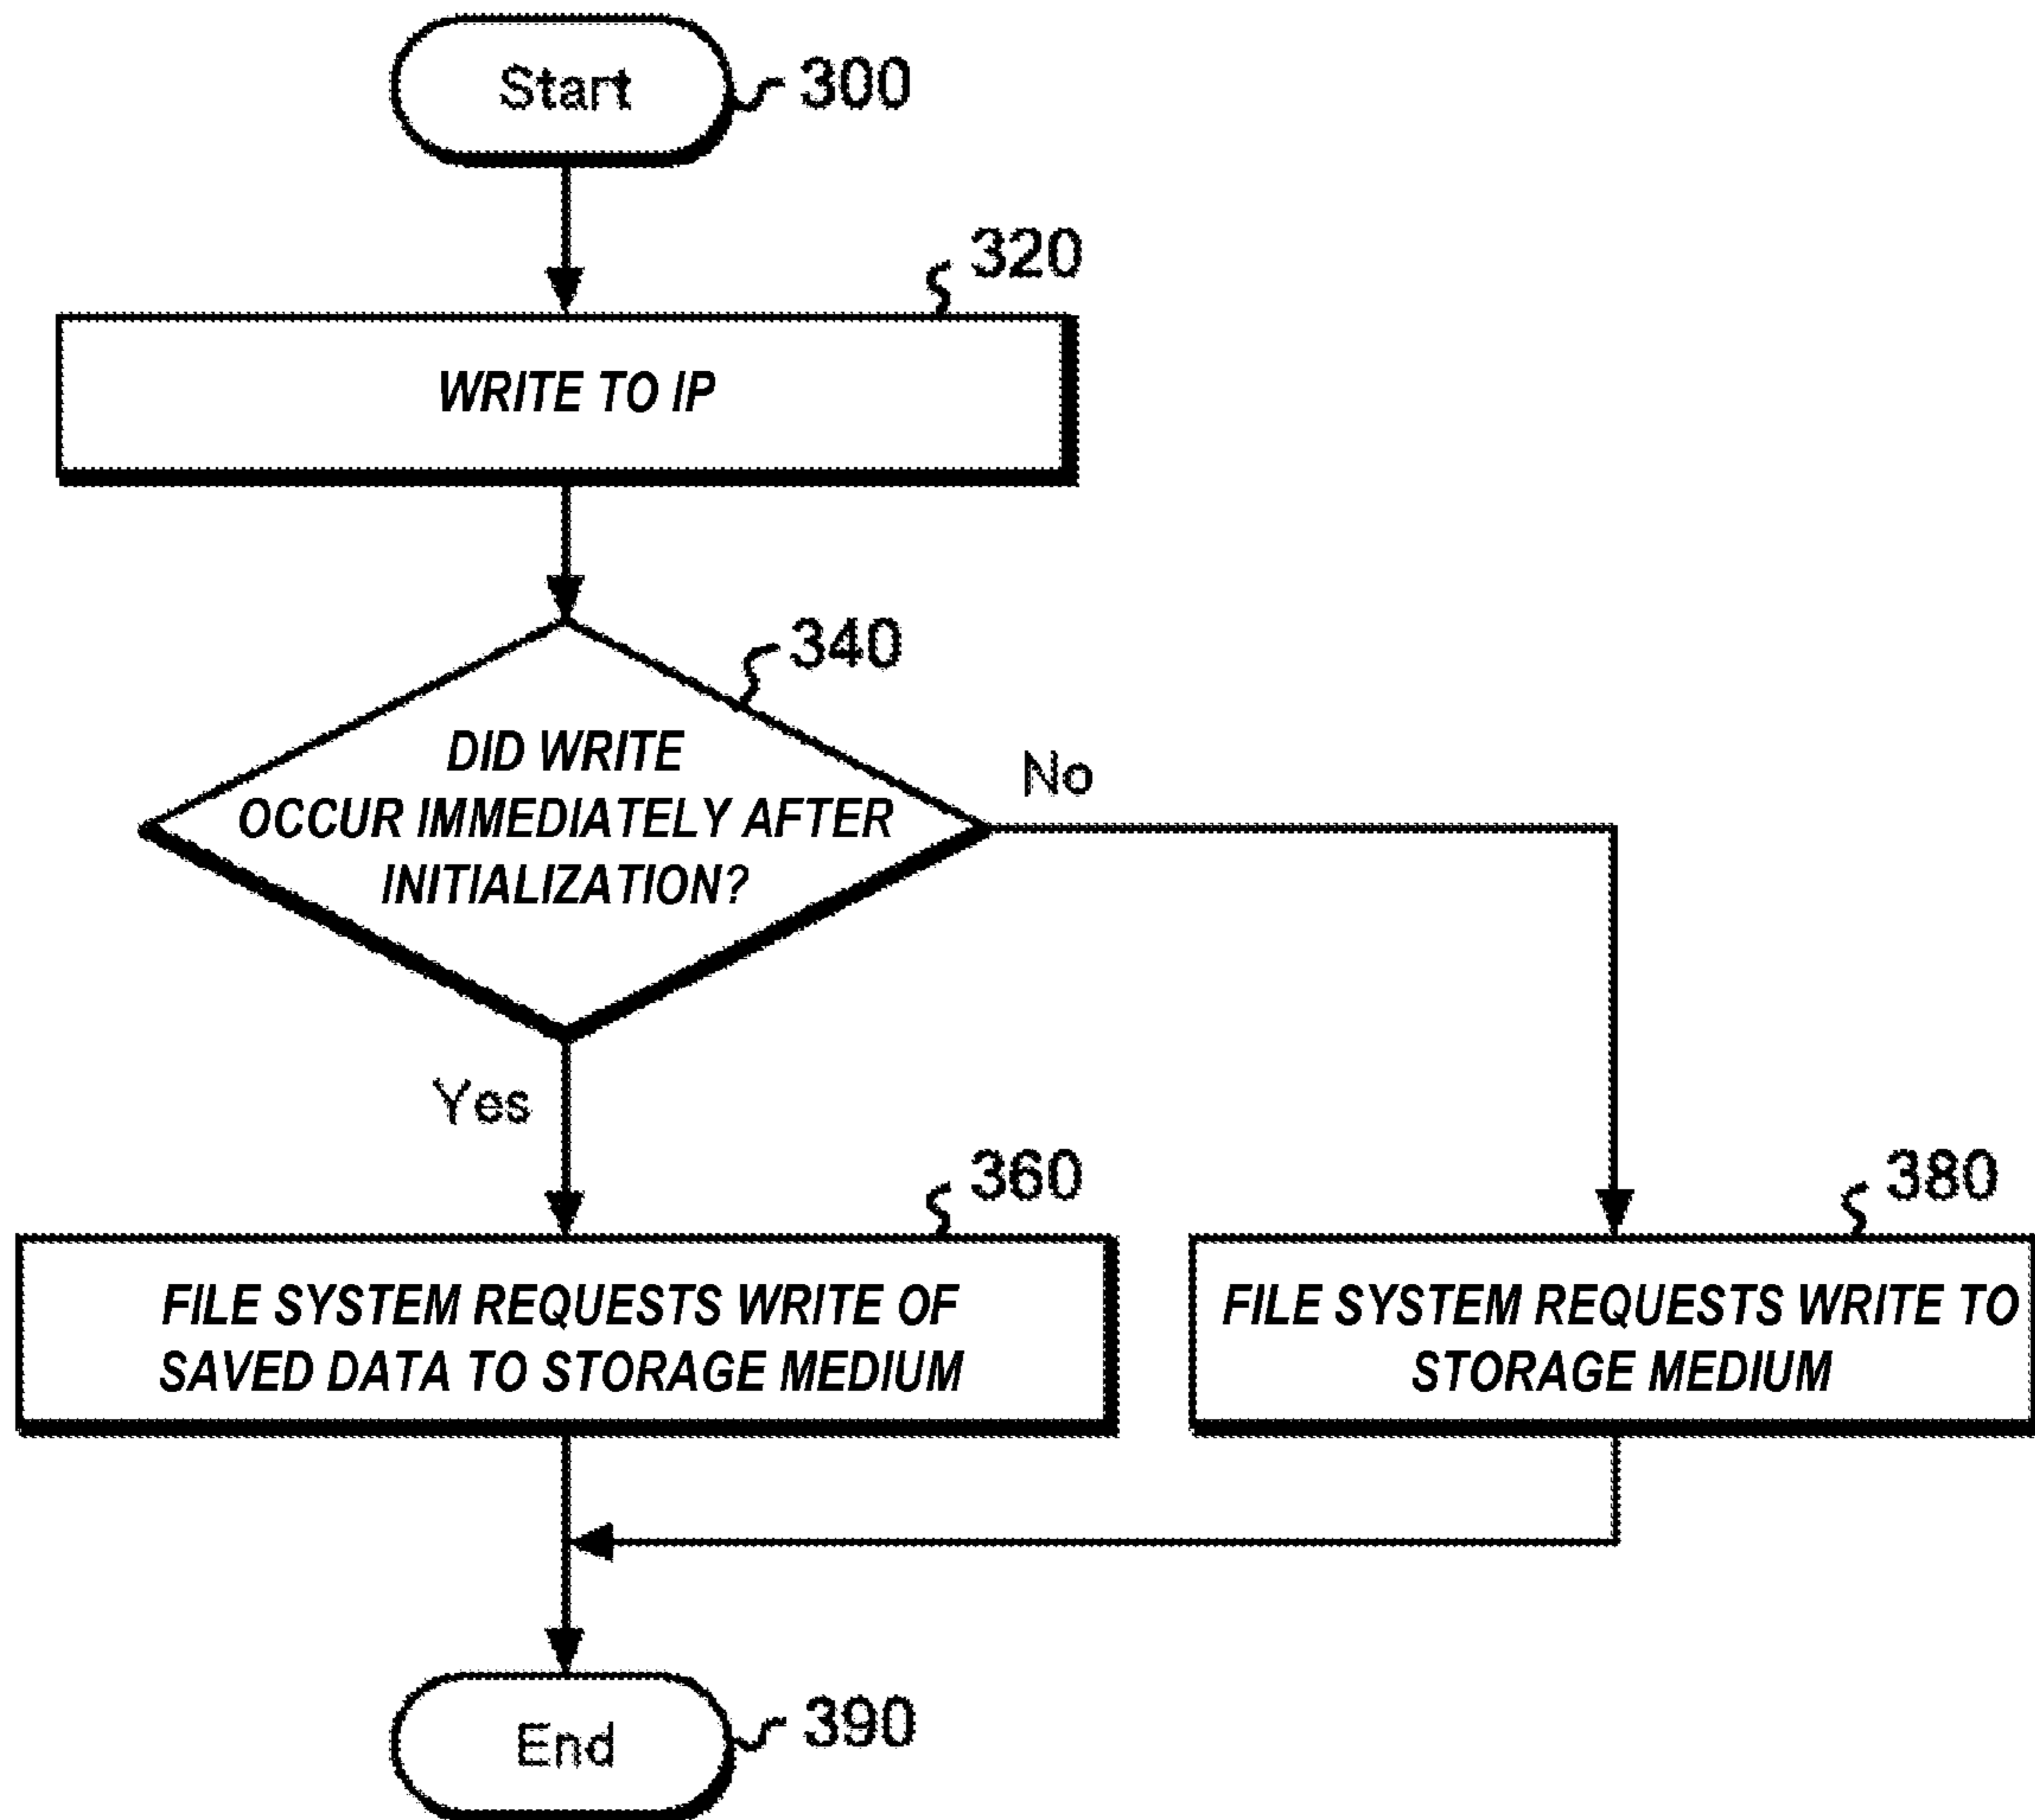 Start
300
320
WRITE TO IP
340
DID WRITE
OCCUR IMMEDIATELY AFTER
INITIALIZATION?
No
Yes
360
FILE SYSTEM REQUESTS WRITE OF
SAVED DATA TO STORAGE MEDIUM
380
FILE SYSTEM REQUESTS WRITE TO
STORAGE MEDIUM
End
390